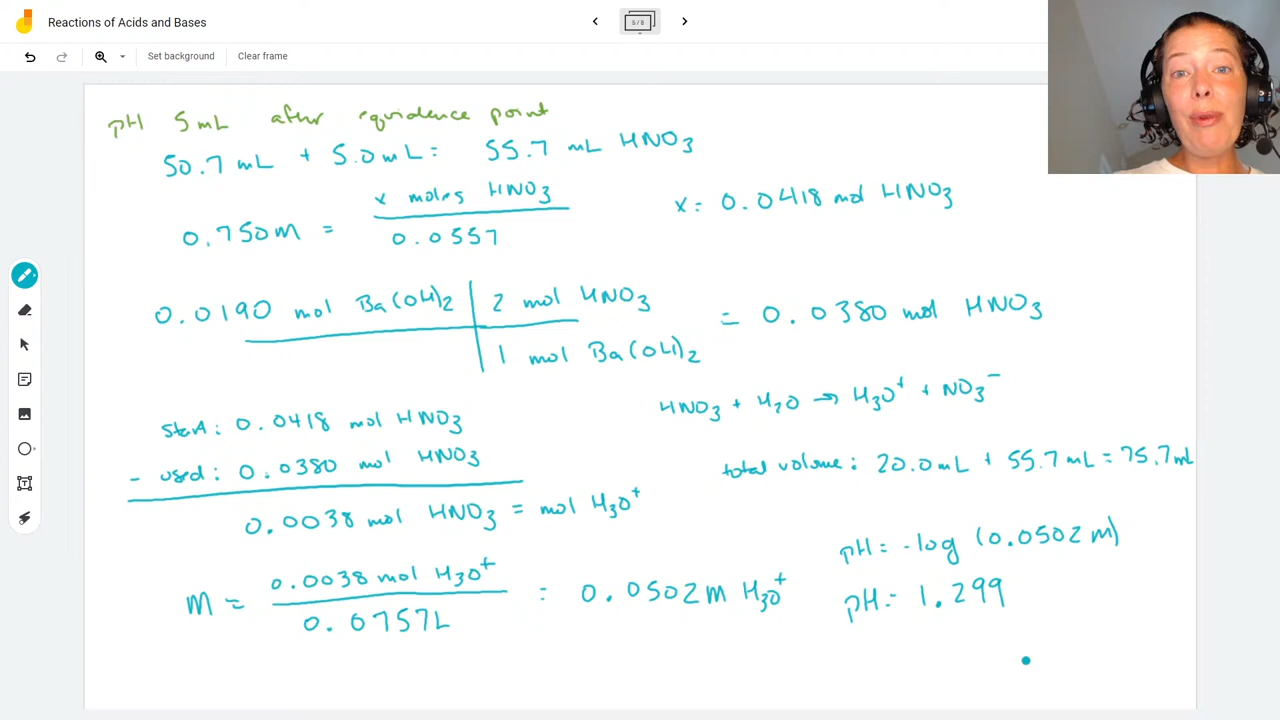 Reactions of Acids and Bases
5 / 8
Set background
Clear frame
pH 5 mL after equivalence point
50.7 mL + 5.0 mL = 55.7 mL HNO3
0.750 M = x moles HNO3 / 0.0557
x = 0.0418 mol HNO3
0.0190 mol Ba(OH)2 | 2 mol HNO3 / 1 mol Ba(OH)2 = 0.0380 mol HNO3
HNO3 + H2O → H3O+ + NO3−
start: 0.0418 mol HNO3
- used: 0.0380 mol HNO3
0.0038 mol HNO3 = mol H3O+
total volume: 20.0 mL + 55.7 mL = 75.7 mL
M = 0.0038 mol H3O+ / 0.0757 L = 0.0502 M H3O+
pH = -log (0.0502 M)
pH = 1.299